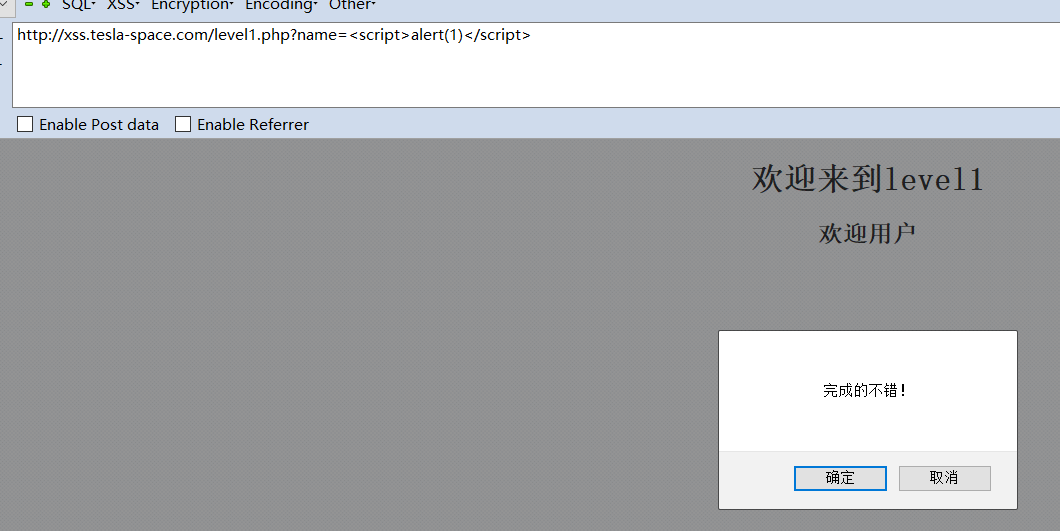 SQL XSS Encryption Encoding Other
http://xss.tesla-space.com/level1.php?name=<script>alert(1)</script>
Enable Post data Enable Referrer
欢迎来到level1
欢迎用户
完成的不错!
确定 取消